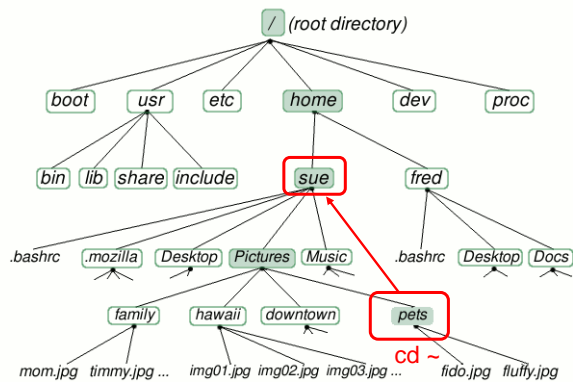 / (root directory)
boot usr etc home dev proc
bin lib share include sue fred
.bashrc .mozilla Desktop Pictures Music .bashrc Desktop Docs
family hawaii downtown pets
cd ~
mom.jpg timmy.jpg ... img01.jpg img02.jpg img03.jpg ... fido.jpg fluffy.jpg